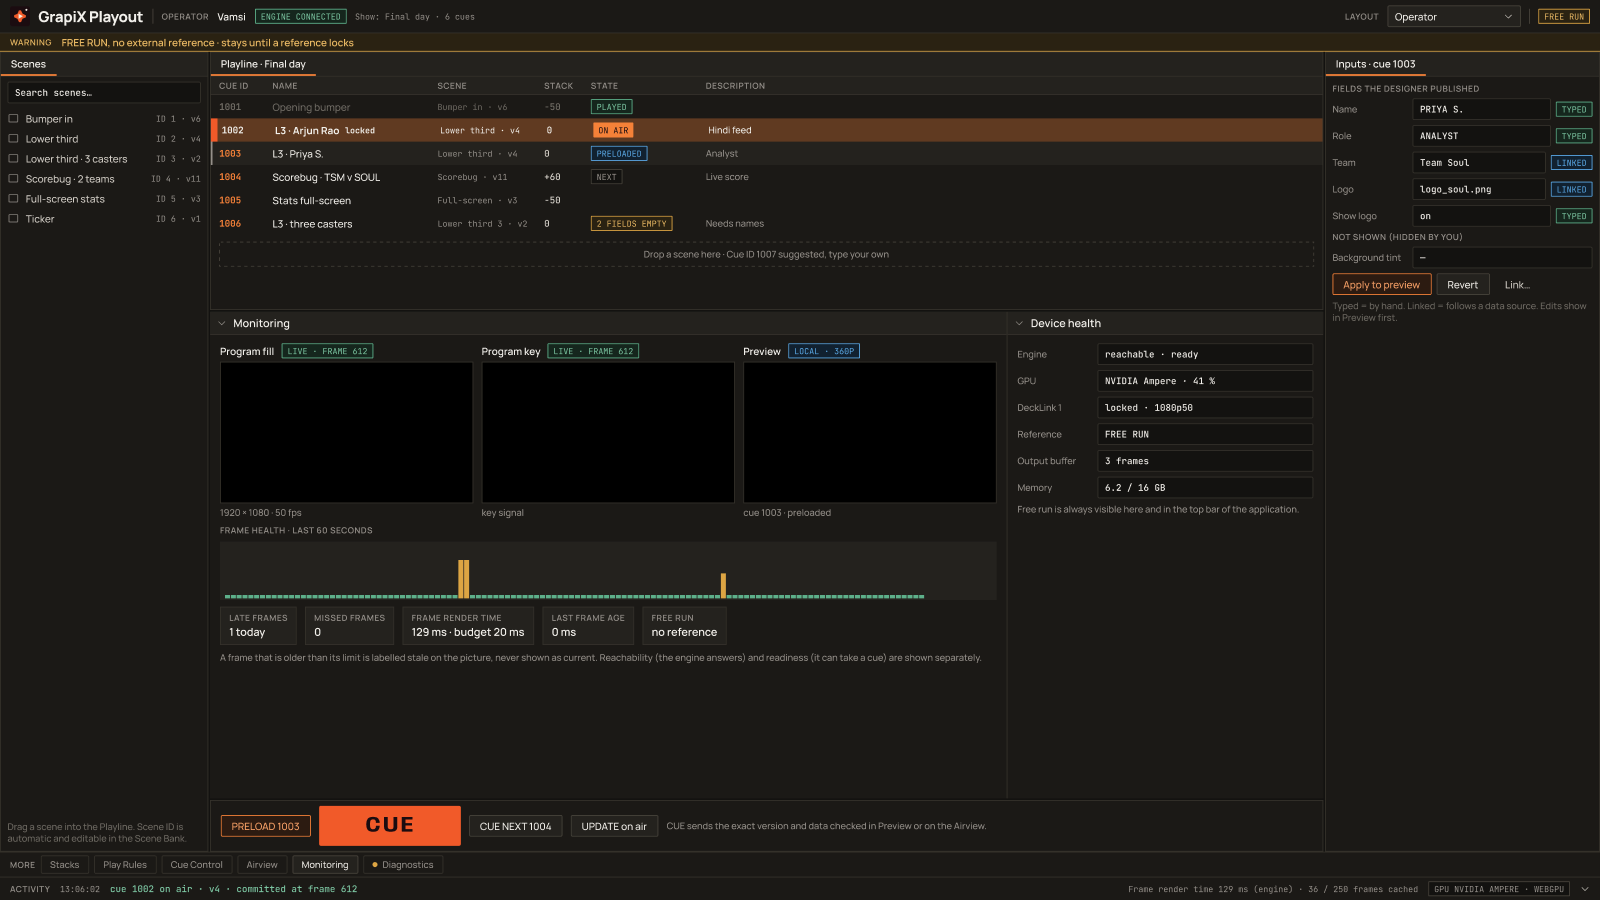 GrapiX Playout OPERATOR Vamsi ENGINE CONNECTED Show: Final day · 6 cues LAYOUT Operator FREE RUN
WARNING FREE RUN, no external reference · stays until a reference locks
Scenes
Search scenes…
Bumper in ID 1 · v6
Lower third ID 2 · v4
Lower third · 3 casters ID 3 · v2
Scorebug · 2 teams ID 4 · v11
Full-screen stats ID 5 · v3
Ticker ID 6 · v1
Drag a scene into the Playline. Scene ID is
automatic and editable in the Scene Bank.
Playline · Final day
CUE ID NAME SCENE STACK STATE DESCRIPTION
1001 Opening bumper Bumper in · v6 -50 PLAYED
1002 L3 · Arjun Rao locked Lower third · v4 0 ON AIR Hindi feed
1003 L3 · Priya S. Lower third · v4 0 PRELOADED Analyst
1004 Scorebug · TSM v SOUL Scorebug · v11 +60 NEXT Live score
1005 Stats full-screen Full-screen · v3 -50
1006 L3 · three casters Lower third 3 · v2 0 2 FIELDS EMPTY Needs names
Drop a scene here · Cue ID 1007 suggested, type your own
Monitoring
Program fill LIVE · FRAME 612
Program key LIVE · FRAME 612
Preview LOCAL · 360P
1920 × 1080 · 50 fps
key signal
cue 1003 · preloaded
FRAME HEALTH · LAST 60 SECONDS
LATE FRAMES
1 today
MISSED FRAMES
0
FRAME RENDER TIME
129 ms · budget 20 ms
LAST FRAME AGE
0 ms
FREE RUN
no reference
A frame that is older than its limit is labelled stale on the picture, never shown as current. Reachability (the engine answers) and readiness (it can take a cue) are shown separately.
Device health
Engine reachable · ready
GPU NVIDIA Ampere · 41 %
DeckLink 1 locked · 1080p50
Reference FREE RUN
Output buffer 3 frames
Memory 6.2 / 16 GB
Free run is always visible here and in the top bar of the application.
Inputs · cue 1003
FIELDS THE DESIGNER PUBLISHED
Name PRIYA S. TYPED
Role ANALYST TYPED
Team Team Soul LINKED
Logo logo_soul.png LINKED
Show logo on TYPED
NOT SHOWN (HIDDEN BY YOU)
Background tint —
Apply to preview Revert Link…
Typed = by hand. Linked = follows a data source. Edits show
in Preview first.
PRELOAD 1003 CUE CUE NEXT 1004 UPDATE on air CUE sends the exact version and data checked in Preview or on the Airview.
MORE Stacks Play Rules Cue Control Airview Monitoring Diagnostics
ACTIVITY 13:06:02 cue 1002 on air · v4 · committed at frame 612 Frame render time 129 ms (engine) · 36 / 250 frames cached GPU NVIDIA AMPERE · WEBGPU